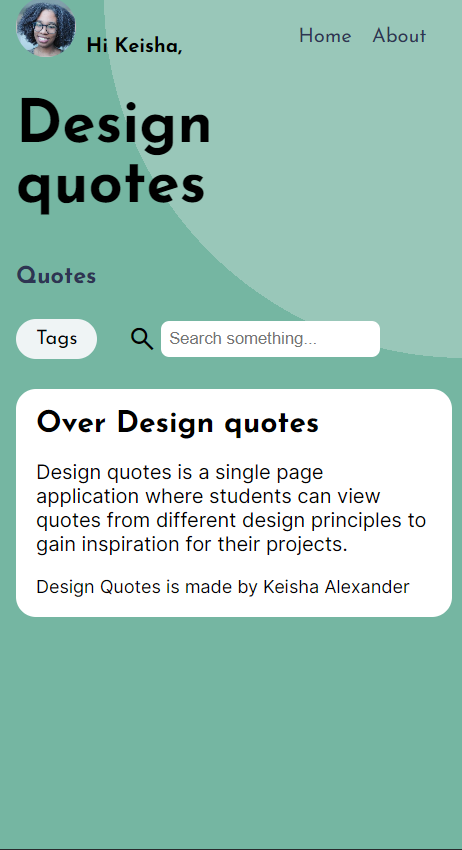 Hi Keisha,
Home About
Design
quotes
Quotes
Tags
Search something...
Over Design quotes
Design quotes is a single page
application where students can view
quotes from different design principles to
gain inspiration for their projects.
Design Quotes is made by Keisha Alexander